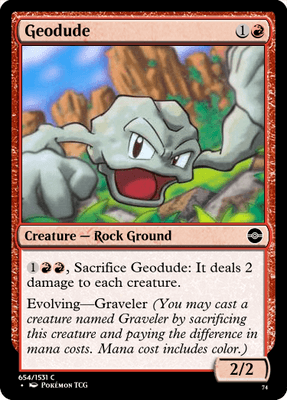 Geodude 1
Creature — Rock Ground
1, Sacrifice Geodude: It deals 2
damage to each creature.
Evolving—Graveler (You may cast
a creature named Graveler by sacrificing
this creature and paying the difference in
mana costs. Mana cost includes color.)
2/2
654/1531 C
• Pokémon TCG
74